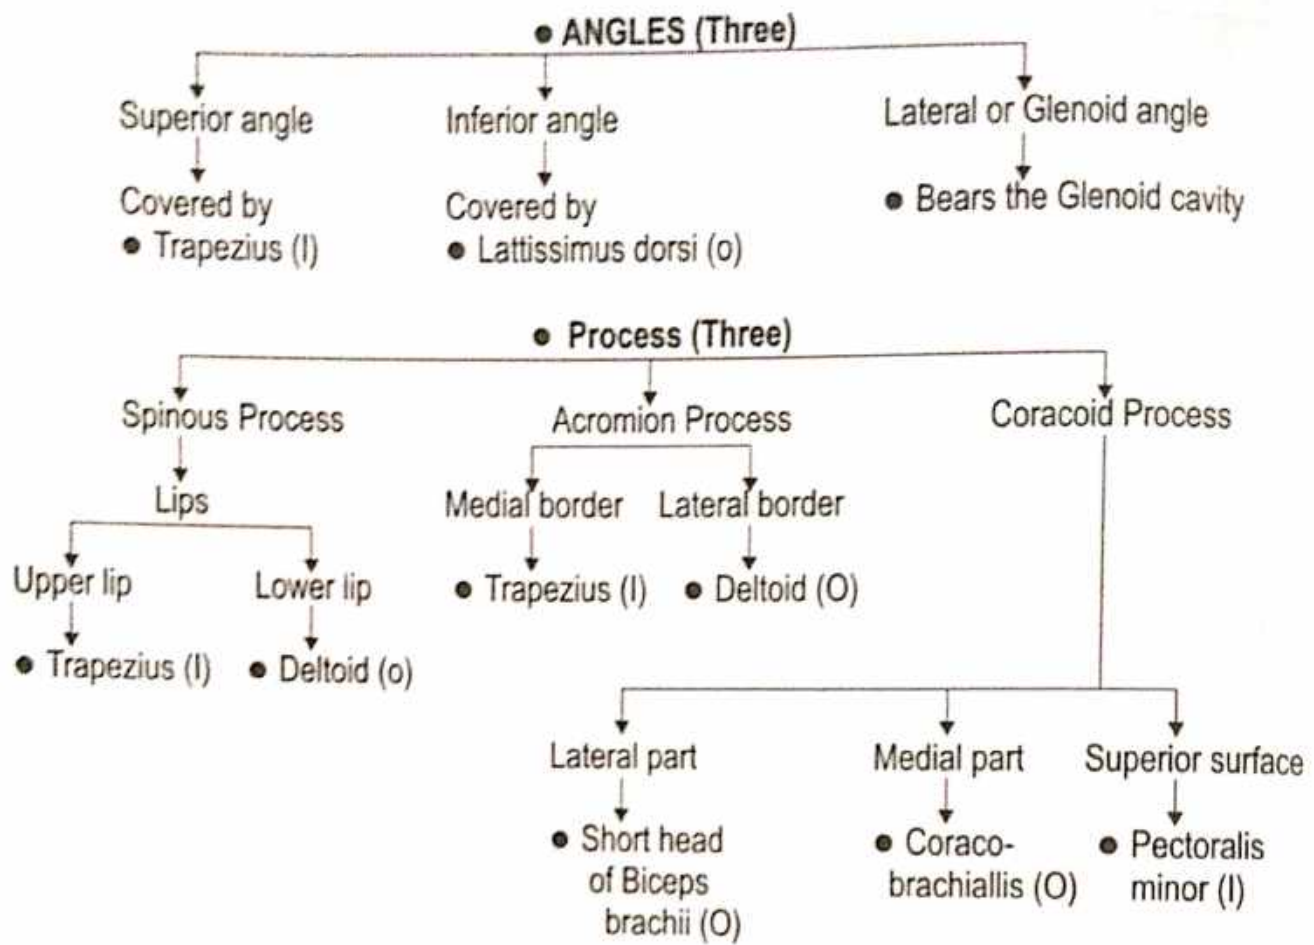 ● ANGLES (Three)
Superior angle
Inferior angle
Lateral or Glenoid angle
Covered by
● Trapezius (I)
Covered by
● Lattissimus dorsi (o)
● Bears the Glenoid cavity
● Process (Three)
Spinous Process
Acromion Process
Coracoid Process
Lips
Medial border
Lateral border
Upper lip
Lower lip
● Trapezius (I)
● Deltoid (O)
● Trapezius (I)
● Deltoid (o)
Lateral part
Medial part
Superior surface
● Short head
of Biceps
brachii (O)
● Coraco-
brachiallis (O)
● Pectoralis
minor (I)